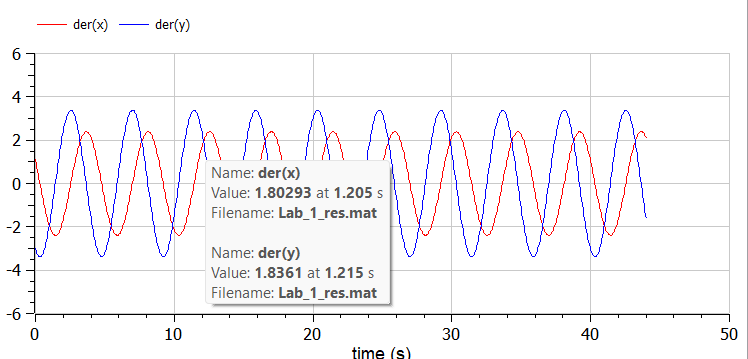 der(x) der(y)
6
4
2
0
-2
-4
-6
Name: der(x)
Value: 1.80293 at 1.205 s
Filename: Lab_1_res.mat
Name: der(y)
Value: 1.8361 at 1.215 s
Filename: Lab_1_res.mat
0 10 20 30 40 50
time (s)